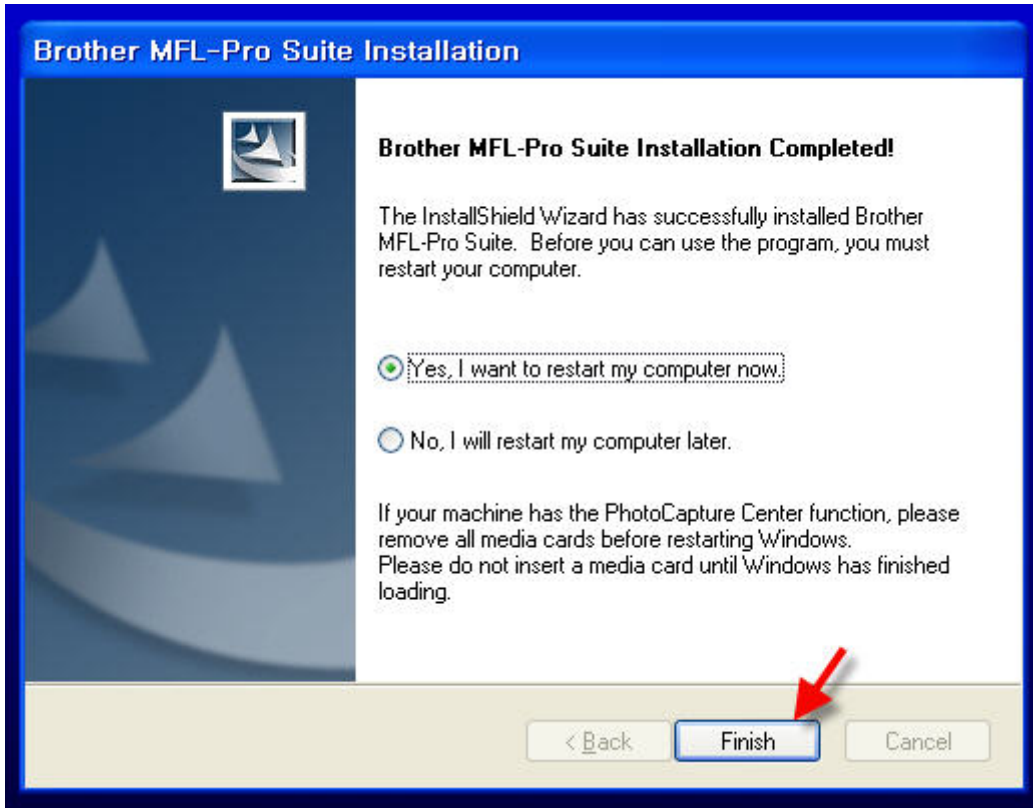 Brother MFL-Pro Suite Installation
Brother MFL-Pro Suite Installation Completed!
The InstallShield Wizard has successfully installed Brother
MFL-Pro Suite. Before you can use the program, you must
restart your computer.
Yes, I want to restart my computer now.
No, I will restart my computer later.
If your machine has the PhotoCapture Center function, please
remove all media cards before restarting Windows.
Please do not insert a media card until Windows has finished
loading.
< Back Finish Cancel